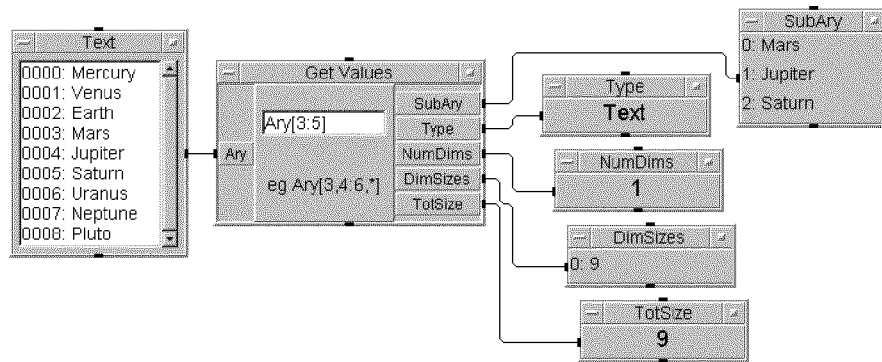 Text
0000: Mercury
0001: Venus
0002: Earth
0003: Mars
0004: Jupiter
0005: Saturn
0006: Uranus
0007: Neptune
0008: Pluto
Get Values
Ary
Ary[3:5]
eg Ary[3,4:6,*]
SubAry
Type
NumDims
DimSizes
TotSize
SubAry
0: Mars
1: Jupiter
2: Saturn
Type
Text
NumDims
1
DimSizes
0: 9
TotSize
9